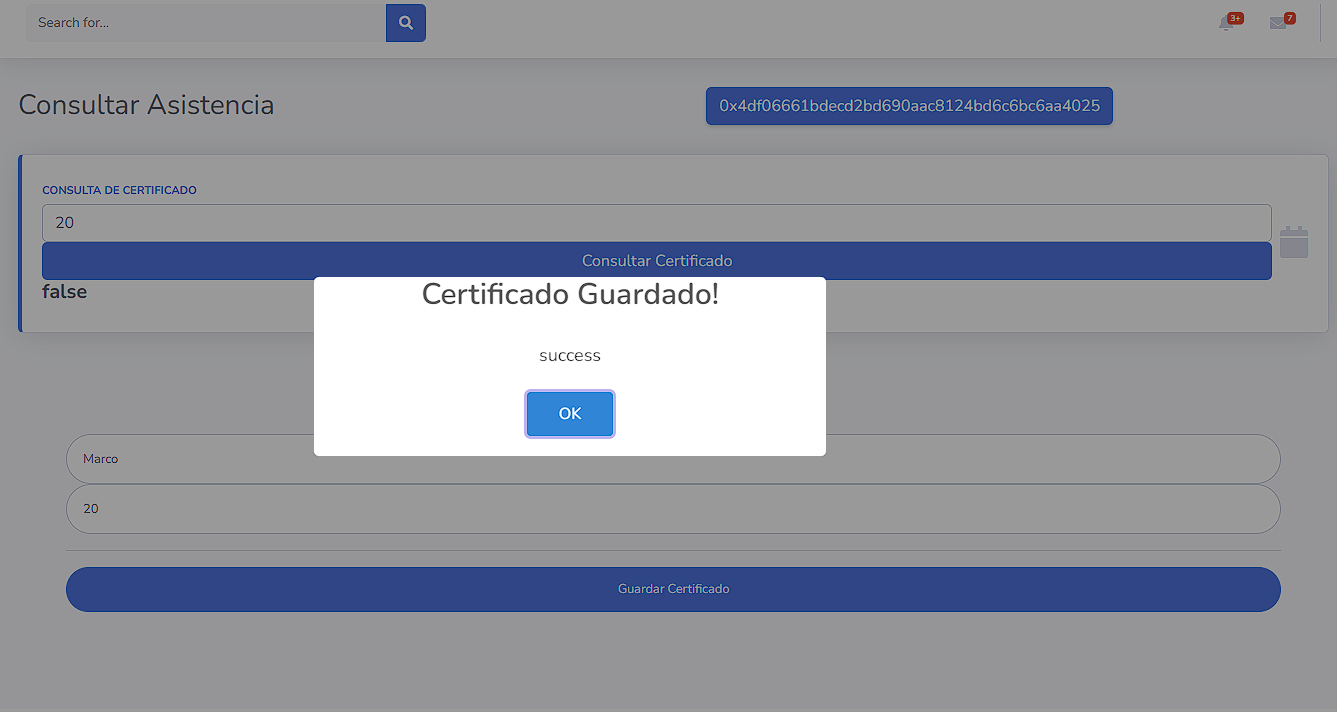 Search for...
3+
7
Consultar Asistencia
0x4df06661bdecd2bd690aac8124bd6c6bc6aa4025
CONSULTA DE CERTIFICADO
20
Consultar Certificado
false
Certificado Guardado!
success
OK
Marco
20
Guardar Certificado